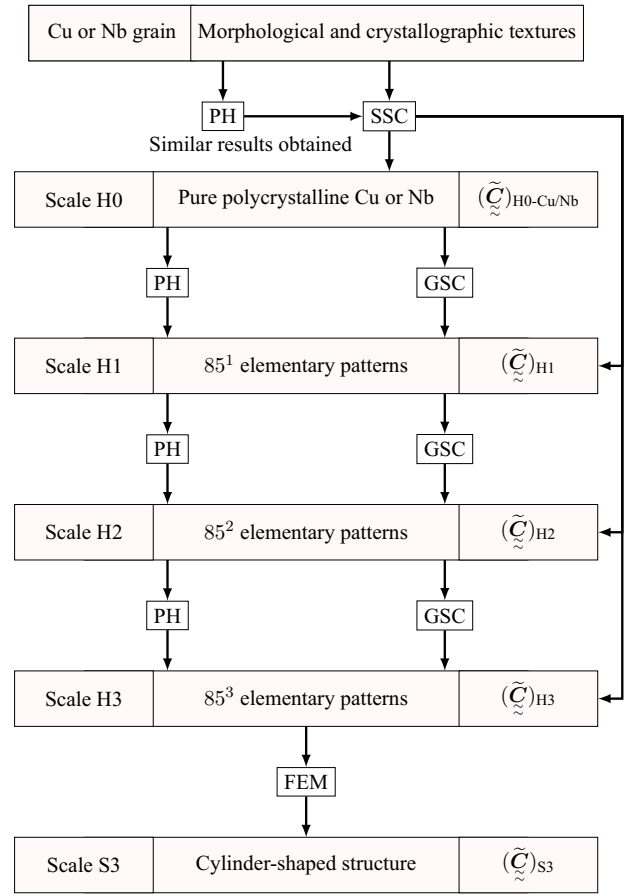 Cu or Nb grain Morphological and crystallographic textures
PH SSC
Similar results obtained
Scale H0 Pure polycrystalline Cu or Nb (C̃)H0-Cu/Nb
PH GSC
Scale H1 85¹ elementary patterns (C̃)H1
PH GSC
Scale H2 85² elementary patterns (C̃)H2
PH GSC
Scale H3 85³ elementary patterns (C̃)H3
FEM
Scale S3 Cylinder-shaped structure (C̃)S3